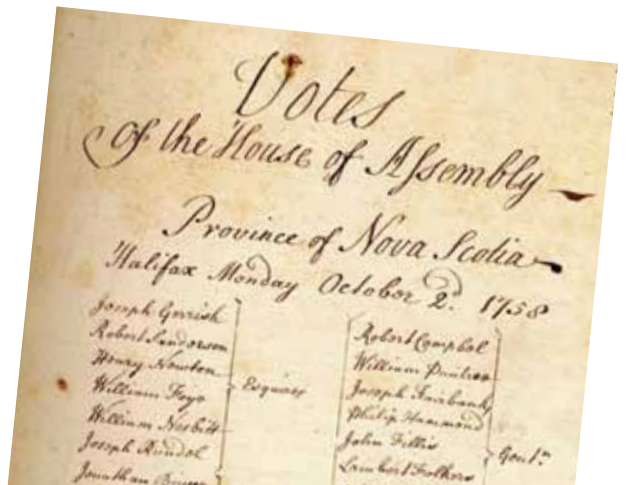 Votes
of the House of Assembly
Province of Nova Scotia
Halifax Monday October 2d. 1758
Joseph Gerrish
Robert Sanderson
Henry Newton
William Foye
William Nesbitt
Joseph Rundel
Jonathan
Esquires
Robert Campbel
William Pantree
Joseph Fairbanks
Philip Hammond
John Fillis
Lambert Folkers
Gent.n